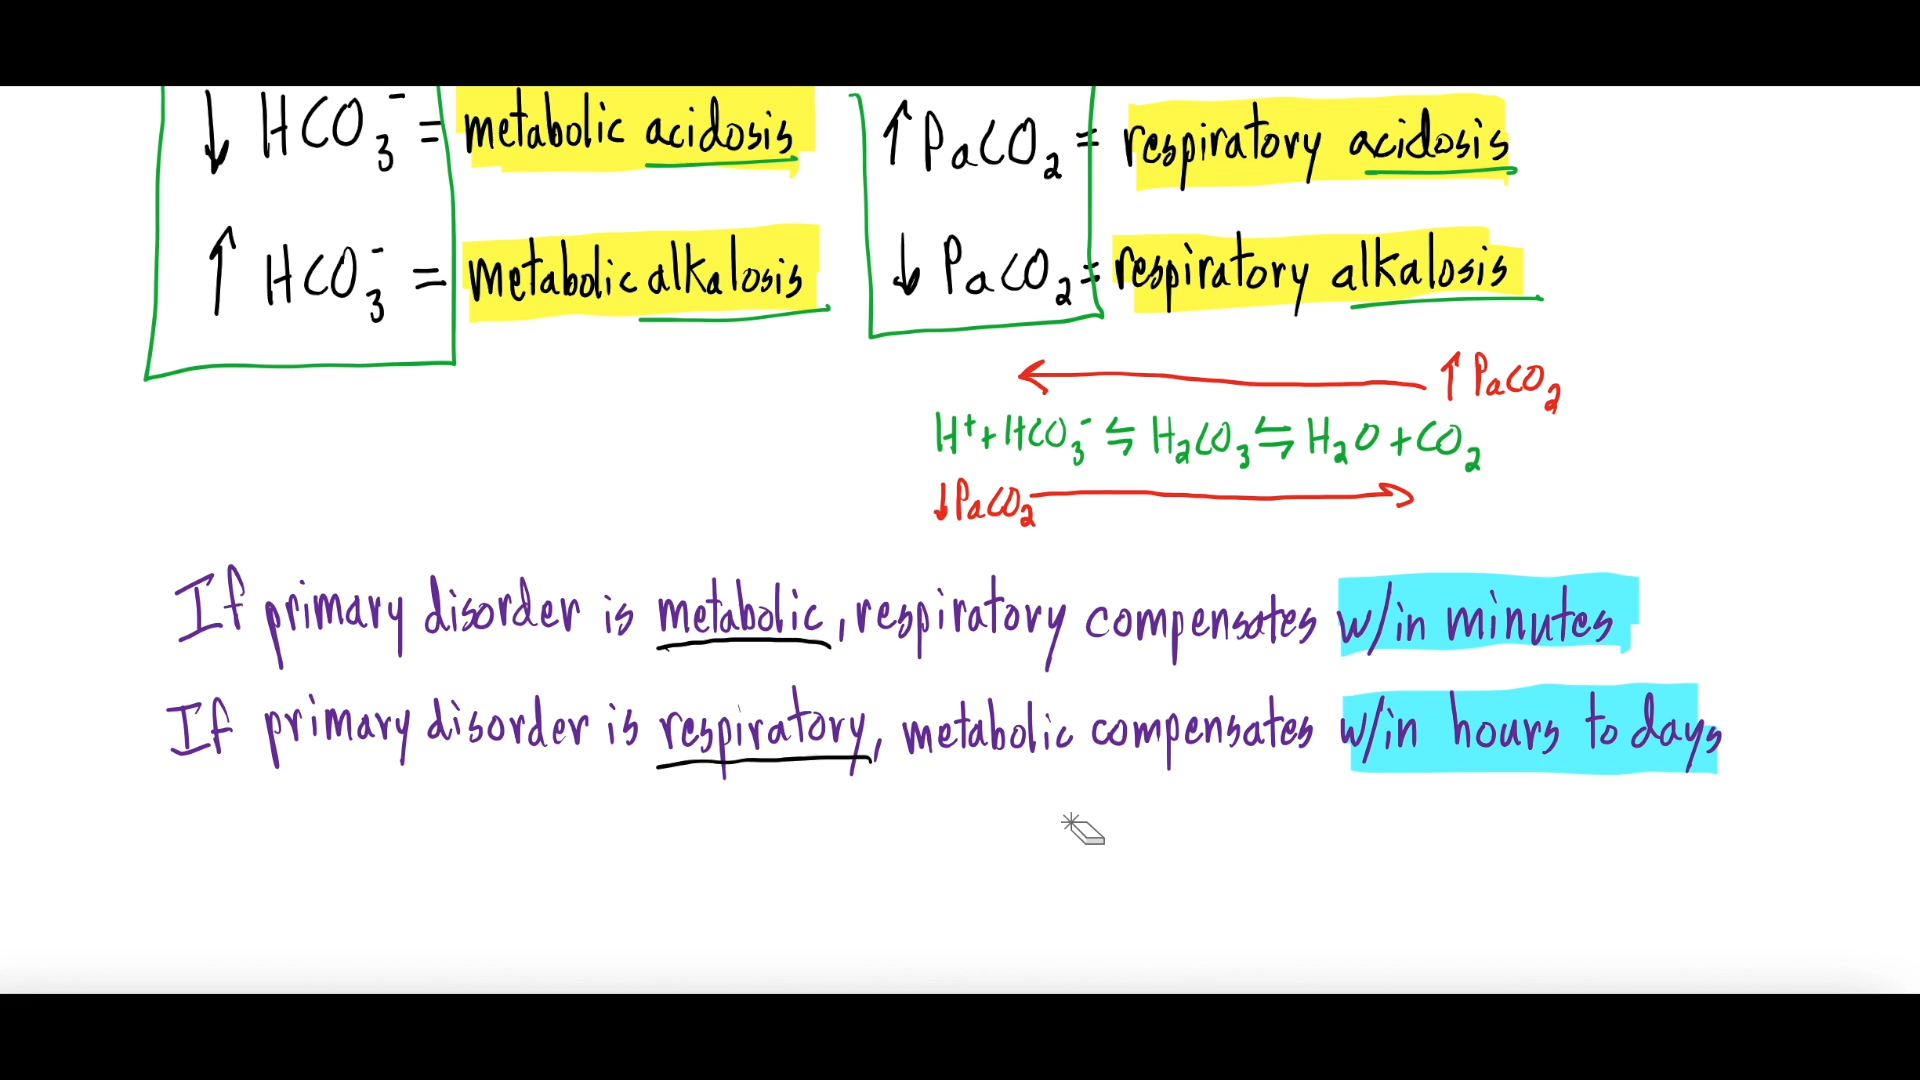 ↓ HCO₃⁻ = metabolic acidosis
↑ PaCO₂ = respiratory acidosis
↑ HCO₃⁻ = metabolic alkalosis
↓ PaCO₂ = respiratory alkalosis
↑ PaCO₂
H⁺ + HCO₃⁻ ⇆ H₂CO₃ ⇆ H₂O + CO₂
↓ PaCO₂
If primary disorder is metabolic, respiratory compensates w/in minutes
If primary disorder is respiratory, metabolic compensates w/in hours to days